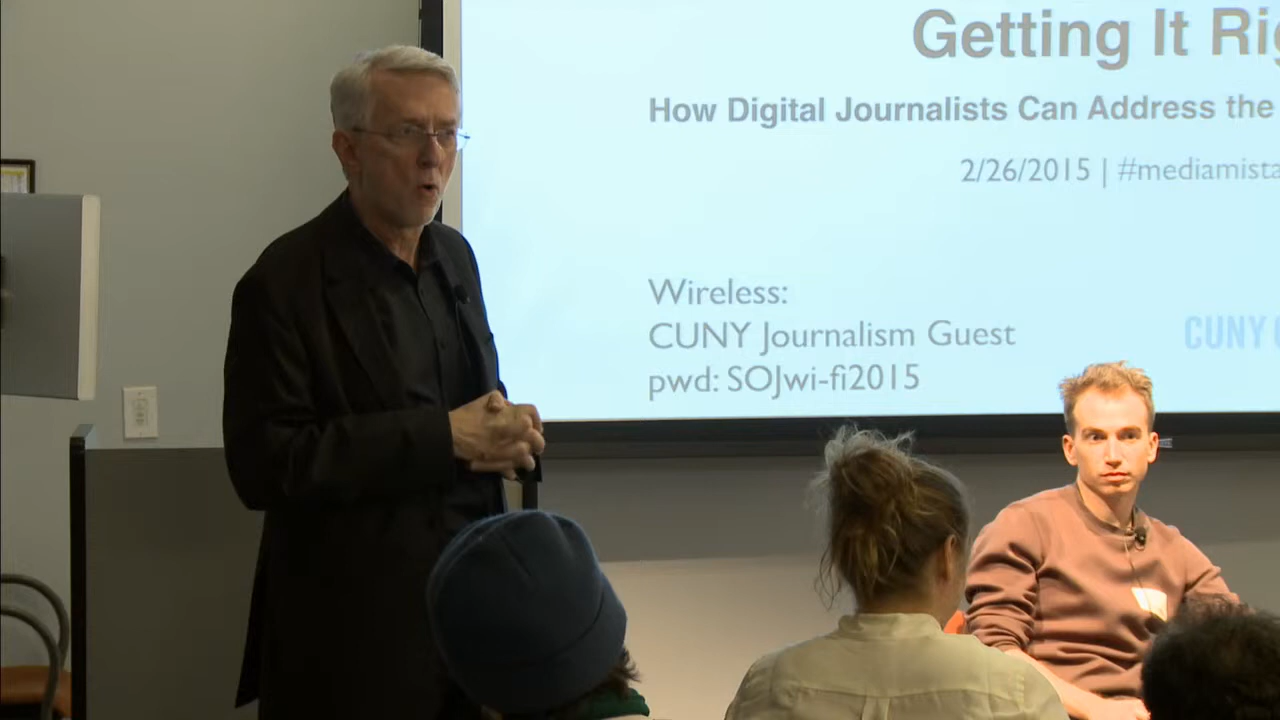 Getting It Rig
How Digital Journalists Can Address the
2/26/2015 | #mediamista
Wireless:
CUNY Journalism Guest
pwd: SOJwi-fi2015
CUNY